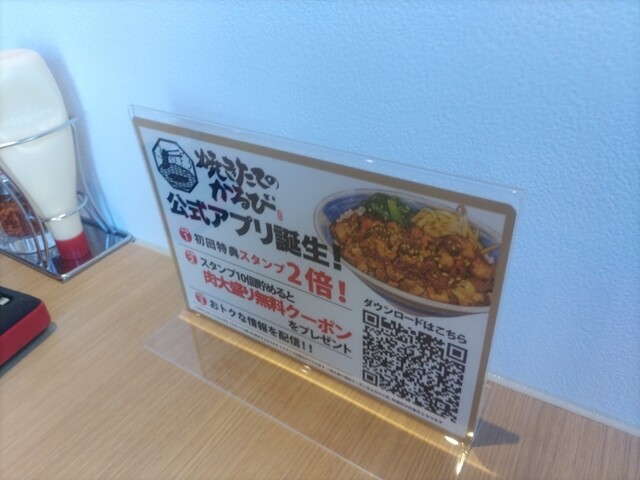 焼きたての
かるび
公式アプリ誕生！
1 初回特典スタンプ2倍！
2 スタンプ10個貯めると
肉大盛り無料クーポン
をプレゼント
3 おトクな情報を配信！！
ダウンロードはこちら